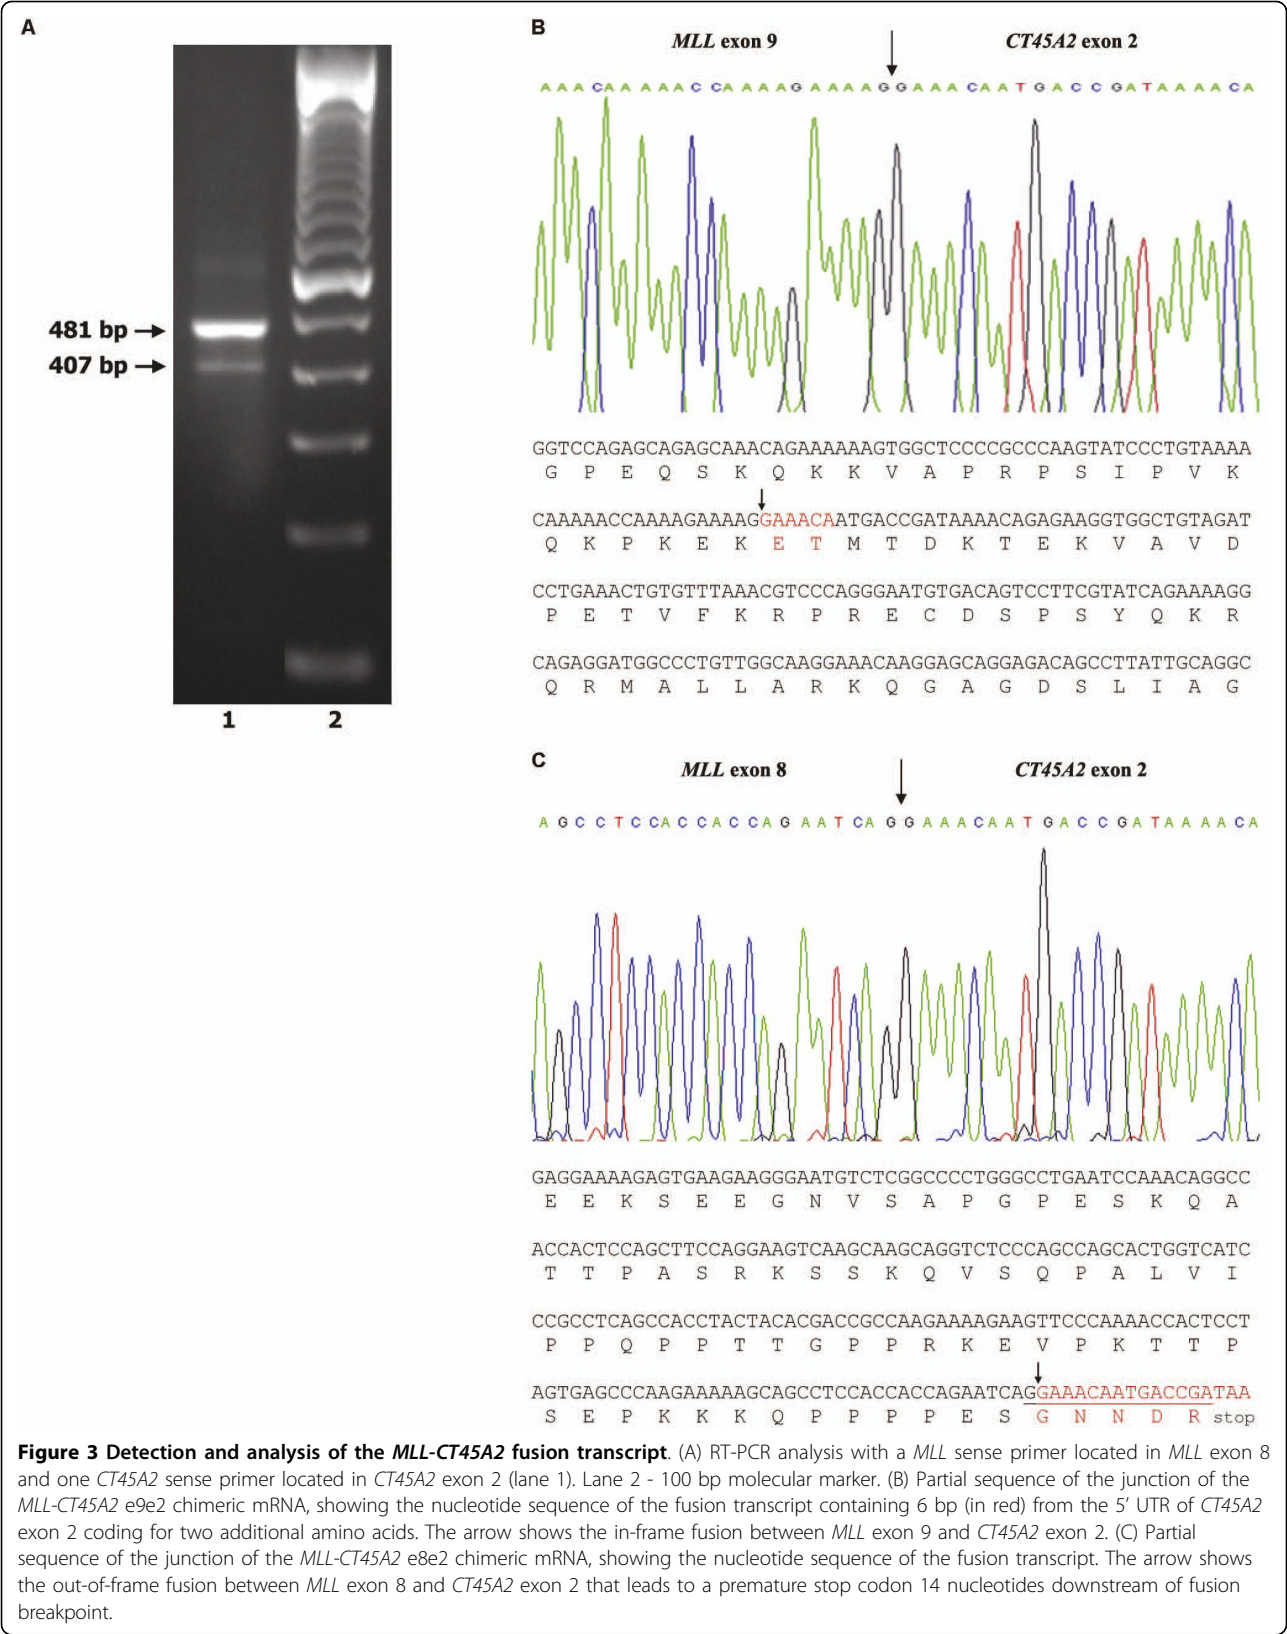 A
481 bp
407 bp
1
2
B
MLL exon 9
CT45A2 exon 2
A A A C A A A A A C C A A A A G A A A A G G A A A C A A T G A C C G A T A A A A C A
GGTCCAGAGCAGAGCAAACAGAAAAAAGTGGCTCCCCGCCCAAGTATCCCTGTAAAA
G P E Q S K Q K K V A P R P S I P V K
CAAAAACCAAAAGAAAAGGAAACAATGACCGATAAAACAGAGAAGGTGGCTGTAGAT
Q K P K E K E T M T D K T E K V A V D
CCTGAAACTGTGTTTAAACGTCCCAGGGAATGTGACAGTCCTTCGTATCAGAAAAGG
P E T V F K R P R E C D S P S Y Q K R
CAGAGGATGGCCCTGTTGGCAAGGAAACAAGGAGCAGGAGACAGCCTTATTGCAGGC
Q R M A L L A R K Q G A G D S L I A G
C
MLL exon 8
CT45A2 exon 2
A G C C T C C A C C A C C A G A A T C A G G A A A C A A T G A C C G A T A A A A C A
GAGGAAAAGAGTGAAGAAGGGAATGTCTCGGCCCCTGGGCCTGAATCCAAACAGGCC
E E K S E E G N V S A P G P E S K Q A
ACCACTCCAGCTTCCAGGAAGTCAAGCAAGCAGGTCTCCCAGCCAGCACTGGTCATC
T T P A S R K S S K Q V S Q P A L V I
CCGCCTCAGCCACCTACTACACGACCGCCAAGAAAAGAAGTTCCCAAAACCACTCCT
P P Q P P T T G P P R K E V P K T T P
AGTGAGCCCAAGAAAAAGCAGCCTCCACCACCAGAATCAGGAAACAATGACCGATAA
S E P K K K Q P P P P E S G N N D R stop
Figure 3 Detection and analysis of the MLL-CT45A2 fusion transcript. (A) RT-PCR analysis with a MLL sense primer located in MLL exon 8
and one CT45A2 sense primer located in CT45A2 exon 2 (lane 1). Lane 2 - 100 bp molecular marker. (B) Partial sequence of the junction of the
MLL-CT45A2 e9e2 chimeric mRNA, showing the nucleotide sequence of the fusion transcript containing 6 bp (in red) from the 5′ UTR of CT45A2
exon 2 coding for two additional amino acids. The arrow shows the in-frame fusion between MLL exon 9 and CT45A2 exon 2. (C) Partial
sequence of the junction of the MLL-CT45A2 e8e2 chimeric mRNA, showing the nucleotide sequence of the fusion transcript. The arrow shows
the out-of-frame fusion between MLL exon 8 and CT45A2 exon 2 that leads to a premature stop codon 14 nucleotides downstream of fusion
breakpoint.